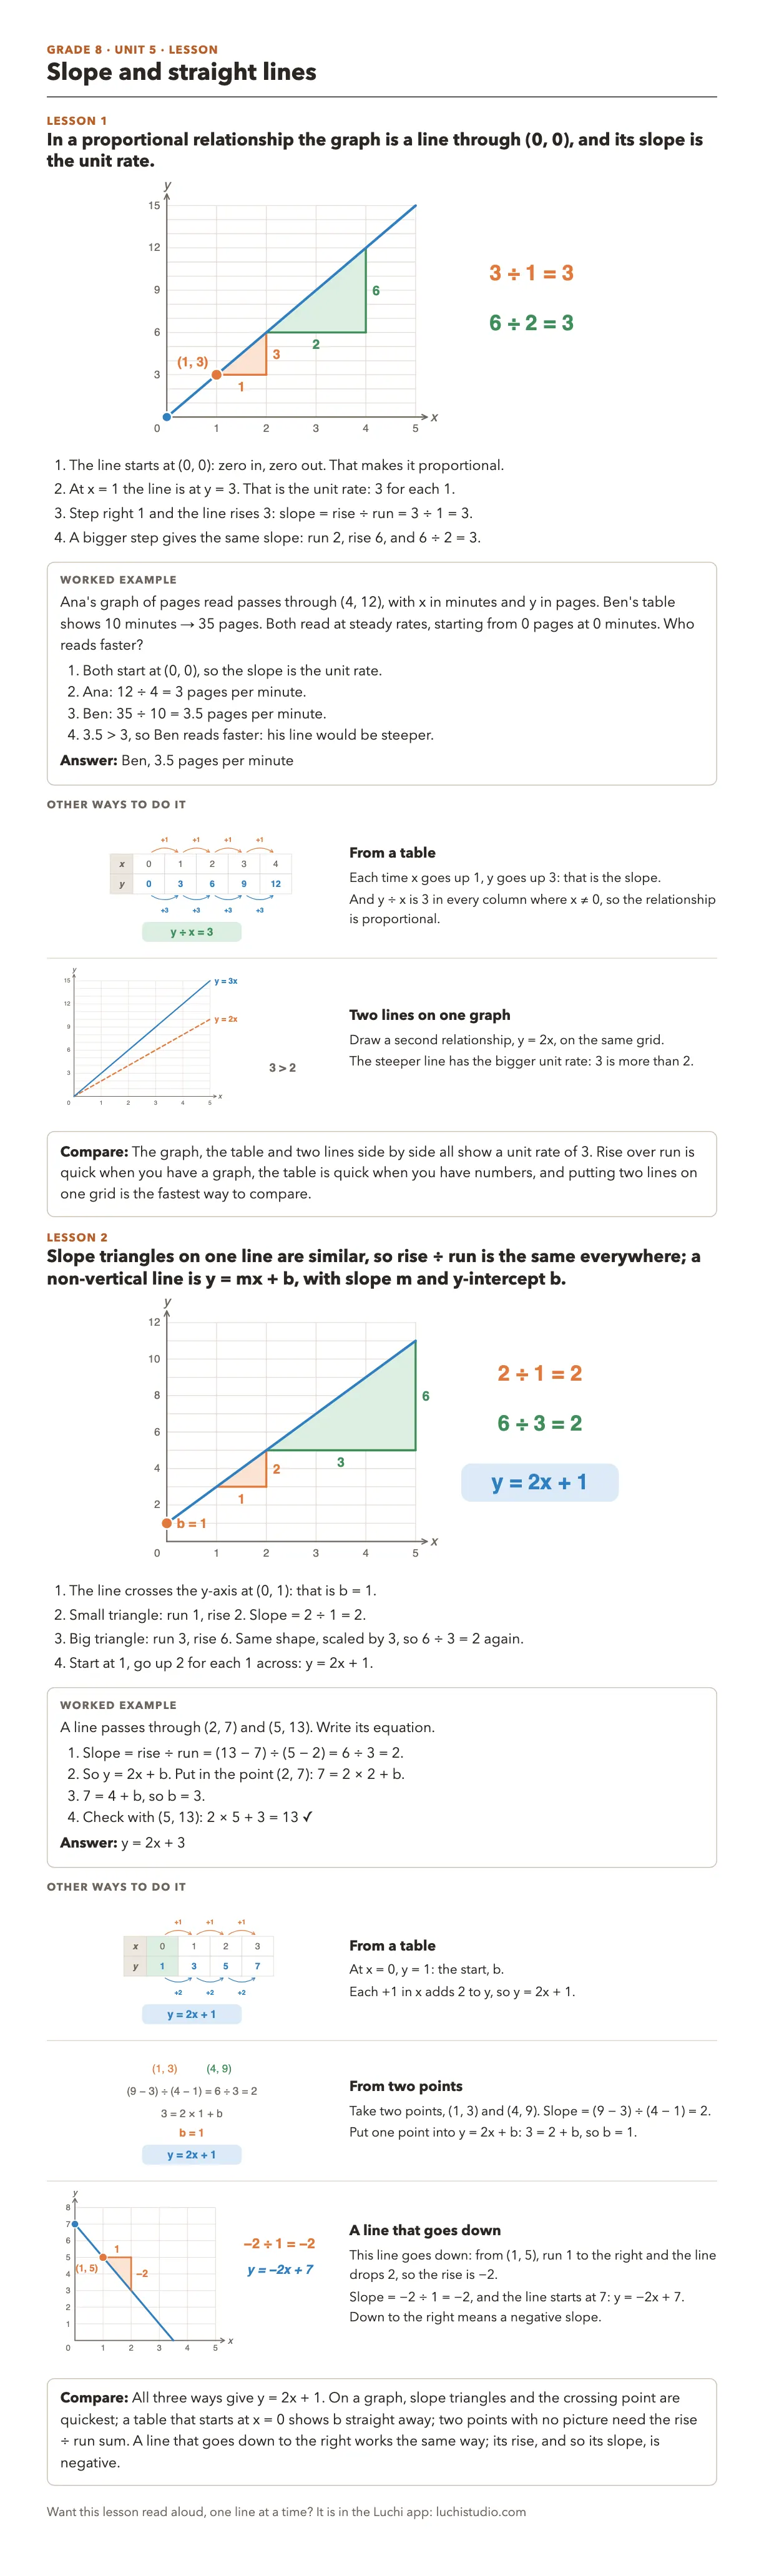 GRADE 8 · UNIT 5 · LESSON
Slope and straight lines
LESSON 1
In a proportional relationship the graph is a line through (0, 0), and its slope is
the unit rate.
y
15
12
9
6
3
0
1
2
3
4
5
x
(1, 3)
1
3
2
6
3 ÷ 1 = 3
6 ÷ 2 = 3
1. The line starts at (0, 0): zero in, zero out. That makes it proportional.
2. At x = 1 the line is at y = 3. That is the unit rate: 3 for each 1.
3. Step right 1 and the line rises 3: slope = rise ÷ run = 3 ÷ 1 = 3.
4. A bigger step gives the same slope: run 2, rise 6, and 6 ÷ 2 = 3.
WORKED EXAMPLE
Ana's graph of pages read passes through (4, 12), with x in minutes and y in pages. Ben's table
shows 10 minutes → 35 pages. Both read at steady rates, starting from 0 pages at 0 minutes. Who
reads faster?
1. Both start at (0, 0), so the slope is the unit rate.
2. Ana: 12 ÷ 4 = 3 pages per minute.
3. Ben: 35 ÷ 10 = 3.5 pages per minute.
4. 3.5 > 3, so Ben reads faster: his line would be steeper.
Answer: Ben, 3.5 pages per minute
OTHER WAYS TO DO IT
+1 +1 +1 +1
x 0 1 2 3 4
y 0 3 6 9 12
+3 +3 +3 +3
y ÷ x = 3
From a table
Each time x goes up 1, y goes up 3: that is the slope.
And y ÷ x is 3 in every column where x ≠ 0, so the relationship
is proportional.
y
15
12
9
6
3
0
1
2
3
4
5
x
y = 3x
y = 2x
3 > 2
Two lines on one graph
Draw a second relationship, y = 2x, on the same grid.
The steeper line has the bigger unit rate: 3 is more than 2.
Compare: The graph, the table and two lines side by side all show a unit rate of 3. Rise over run is
quick when you have a graph, the table is quick when you have numbers, and putting two lines on
one grid is the fastest way to compare.
LESSON 2
Slope triangles on one line are similar, so rise ÷ run is the same everywhere; a
non-vertical line is y = mx + b, with slope m and y-intercept b.
y
12
10
8
6
4
2
0
1
2
3
4
5
x
b = 1
1
2
3
6
2 ÷ 1 = 2
6 ÷ 3 = 2
y = 2x + 1
1. The line crosses the y-axis at (0, 1): that is b = 1.
2. Small triangle: run 1, rise 2. Slope = 2 ÷ 1 = 2.
3. Big triangle: run 3, rise 6. Same shape, scaled by 3, so 6 ÷ 3 = 2 again.
4. Start at 1, go up 2 for each 1 across: y = 2x + 1.
WORKED EXAMPLE
A line passes through (2, 7) and (5, 13). Write its equation.
1. Slope = rise ÷ run = (13 − 7) ÷ (5 − 2) = 6 ÷ 3 = 2.
2. So y = 2x + b. Put in the point (2, 7): 7 = 2 × 2 + b.
3. 7 = 4 + b, so b = 3.
4. Check with (5, 13): 2 × 5 + 3 = 13 ✓
Answer: y = 2x + 3
OTHER WAYS TO DO IT
+1 +1 +1
x 0 1 2 3
y 1 3 5 7
+2 +2 +2
y = 2x + 1
From a table
At x = 0, y = 1: the start, b.
Each +1 in x adds 2 to y, so y = 2x + 1.
(1, 3) (4, 9)
(9 − 3) ÷ (4 − 1) = 6 ÷ 3 = 2
3 = 2 × 1 + b
b = 1
y = 2x + 1
From two points
Take two points, (1, 3) and (4, 9). Slope = (9 − 3) ÷ (4 − 1) = 2.
Put one point into y = 2x + b: 3 = 2 + b, so b = 1.
y
8
7
6
5
4
3
2
1
0
1
2
3
4
5
x
(1, 5)
1
−2
−2 ÷ 1 = −2
y = −2x + 7
A line that goes down
This line goes down: from (1, 5), run 1 to the right and the line
drops 2, so the rise is −2.
Slope = −2 ÷ 1 = −2, and the line starts at 7: y = −2x + 7.
Down to the right means a negative slope.
Compare: All three ways give y = 2x + 1. On a graph, slope triangles and the crossing point are
quickest; a table that starts at x = 0 shows b straight away; two points with no picture need the rise
÷ run sum. A line that goes down to the right works the same way; its rise, and so its slope, is
negative.
Want this lesson read aloud, one line at a time? It is in the Luchi app: luchistudio.com